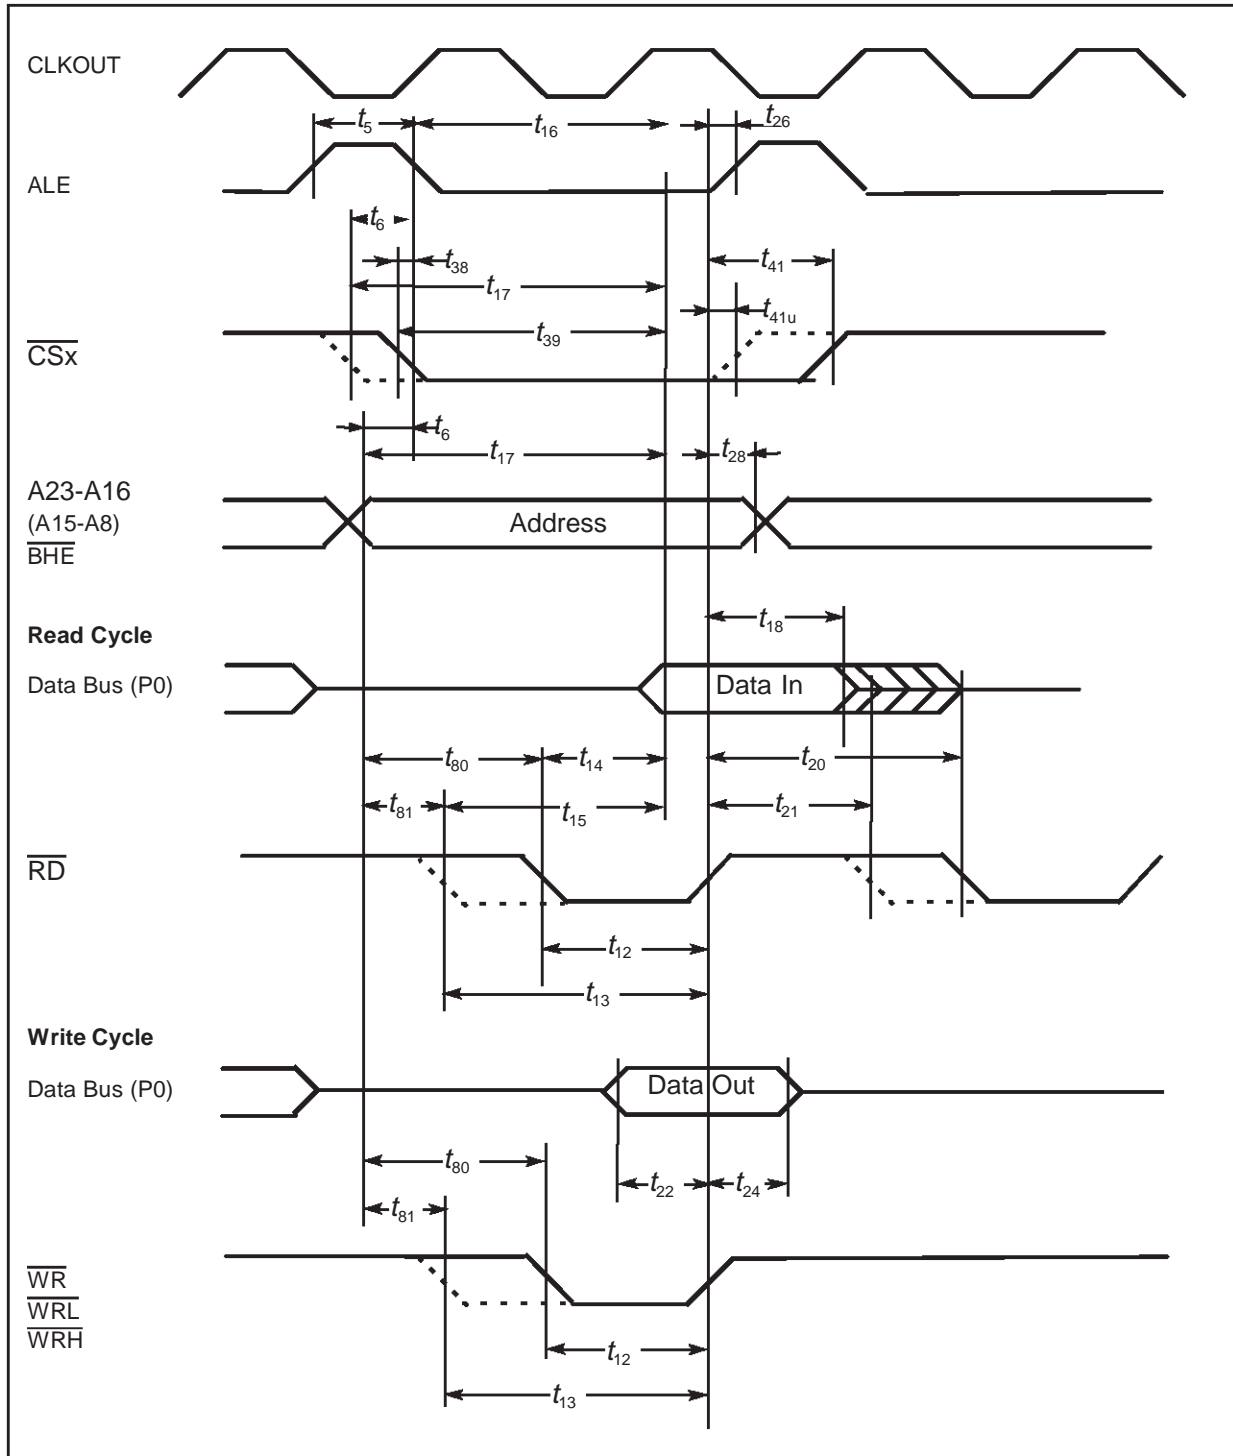 CLKOUT
t5 t16 t26
ALE
t6
t38 t41
t17
t41u
t39
CSx
t6
t17 t28
A23-A16
(A15-A8) Address
BHE
t18
Read Cycle
Data Bus (P0) Data In
t80 t14 t20
t81 t15 t21
RD
t12
t13
Write Cycle
Data Bus (P0) Data Out
t80 t22 t24
t81
WR
WRL
WRH
t12
t13